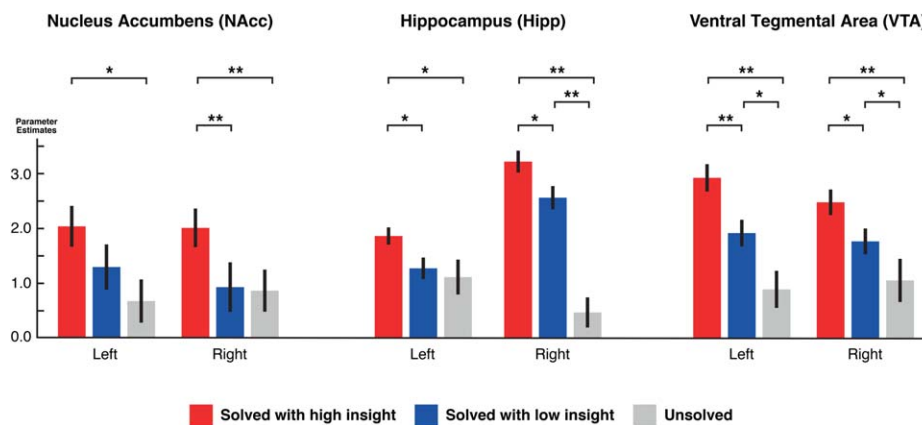 Nucleus Accumbens (NAcc) Hippocampus (Hipp) Ventral Tegmental Area (VTA)
* ** * ** ** **
** * * ** ** * * *
Parameter
Estimates
3.0
2.0
1.0
0.0
Left Right Left Right Left Right
Solved with high insight Solved with low insight Unsolved